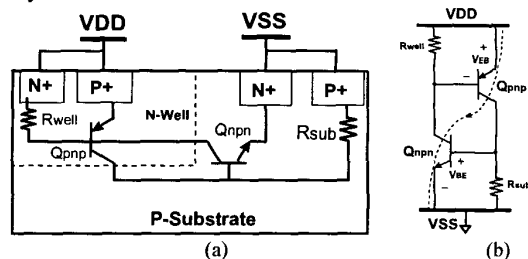 VDD
VSS
N+
P+
N+
P+
Rwell
N-Well
Qnpn
Rsub
Qpnp
P-Substrate
(a)
VDD
Rwell
+
VEB
−
Qpnp
Qnpn
+
VBE
−
Rsub
VSS
(b)